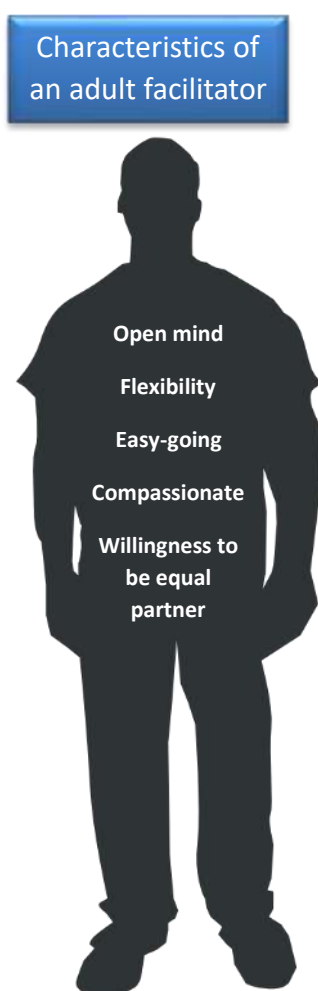 Characteristics of
an adult facilitator
Open mind
Flexibility
Easy-going
Compassionate
Willingness to
be equal
partner